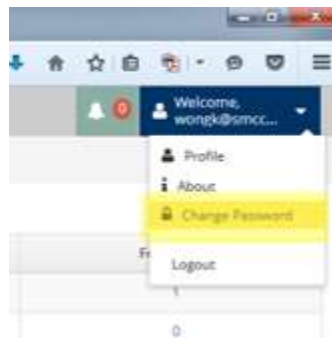 0
Welcome,
wongk@smcc...
Profile
About
Change Password
Logout
1
0